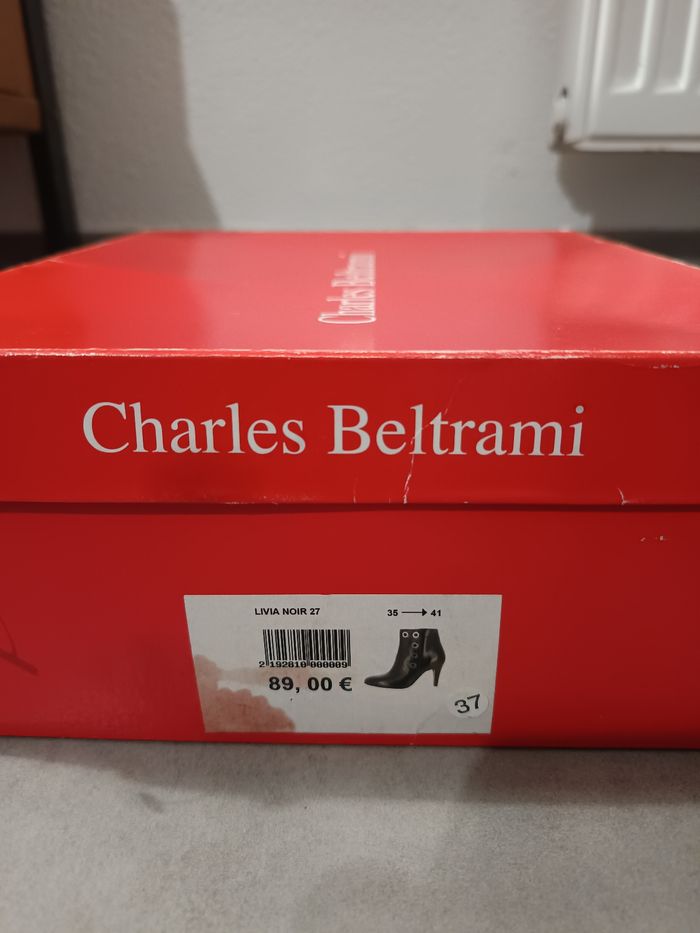 Charles Beltrami
Charles Beltrami
LIVIA NOIR 27
35 → 41
2 192810 000009
89,00 €
37